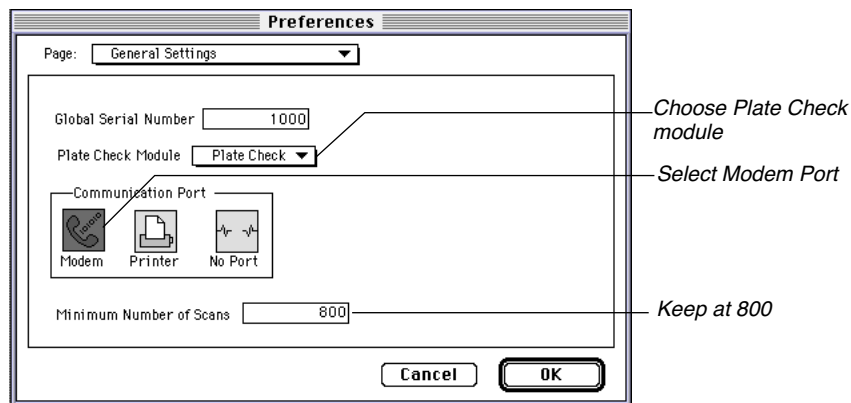 Preferences
Page: General Settings
Global Serial Number 1000
Choose Plate Check
module
Plate Check Module Plate Check
Select Modem Port
Communication Port
Modem Printer No Port
Minimum Number of Scans 800
Keep at 800
Cancel OK